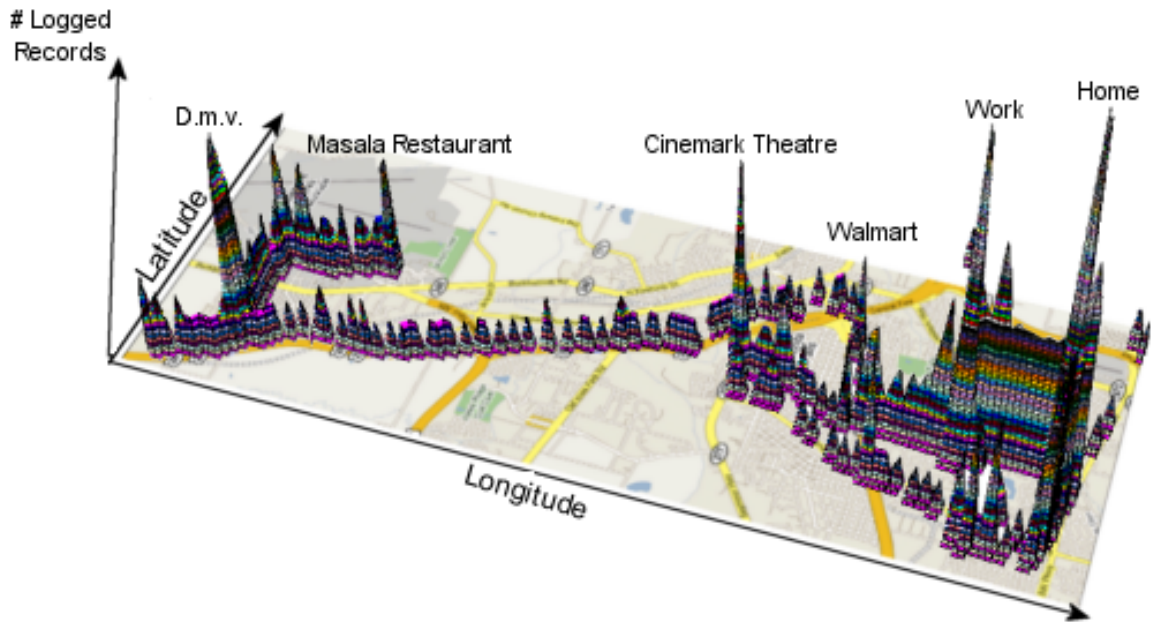 # Logged
Records
D.m.v.
Masala Restaurant
Cinemark Theatre
Walmart
Work
Home
Latitude
Longitude